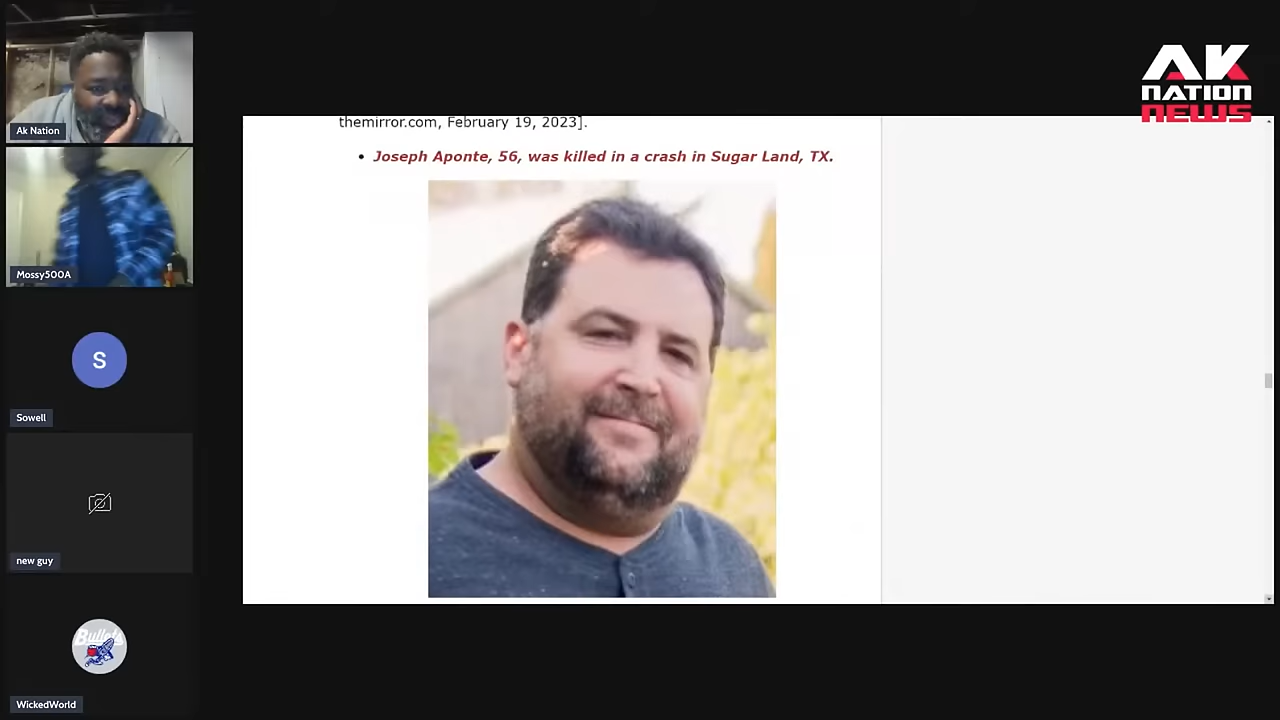 Ak Nation
Mossy500A
S
Sowell
new guy
Bullets
WickedWorld
themirror.com, February 19, 2023].
• Joseph Aponte, 56, was killed in a crash in Sugar Land, TX.
AK
NATION
NEWS